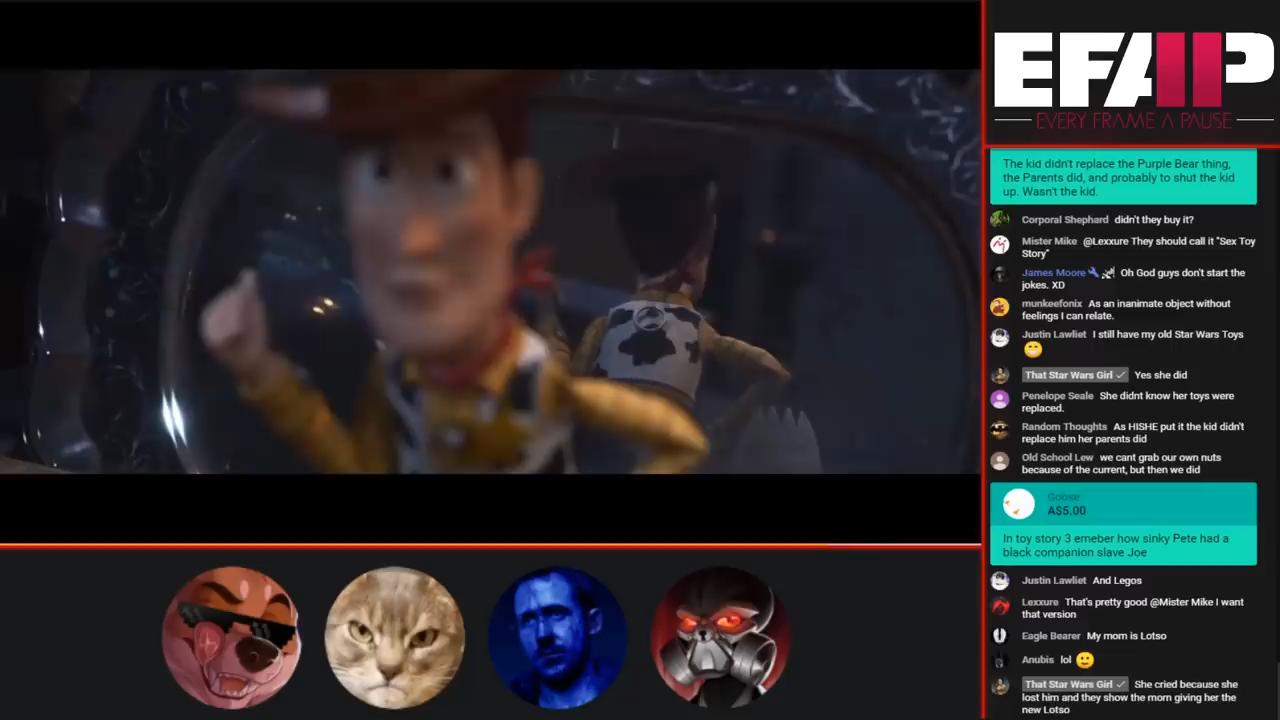 EFAP
EVERY FRAME A PAUSE
The kid didn't replace the Purple Bear thing,
the Parents did, and probably to shut the kid
up. Wasn't the kid.
Corporal Shephard didn't they buy it?
Mister Mike @Lexxure They should call it "Sex Toy
Story"
James Moore Oh God guys don't start the
jokes. XD
munkeefonix As an inanimate object without
feelings I can relate.
Justin Lawliet I still have my old Star Wars Toys
😁
That Star Wars Girl ✓ Yes she did
Penelope Seale She didnt know her toys were
replaced.
Random Thoughts As HISHE put it the kid didn't
replace him her parents did
Old School Lew we cant grab our own nuts
because of the current, but then we did
Goose
A$5.00
In toy story 3 emeber how sinky Pete had a
black companion slave Joe
Justin Lawliet And Legos
Lexxure That's pretty good @Mister Mike I want
that version
Eagle Bearer My mom is Lotso
Anubis lol 🙂
That Star Wars Girl ✓ She cried because she
lost him and they show the mom giving her the
new Lotso